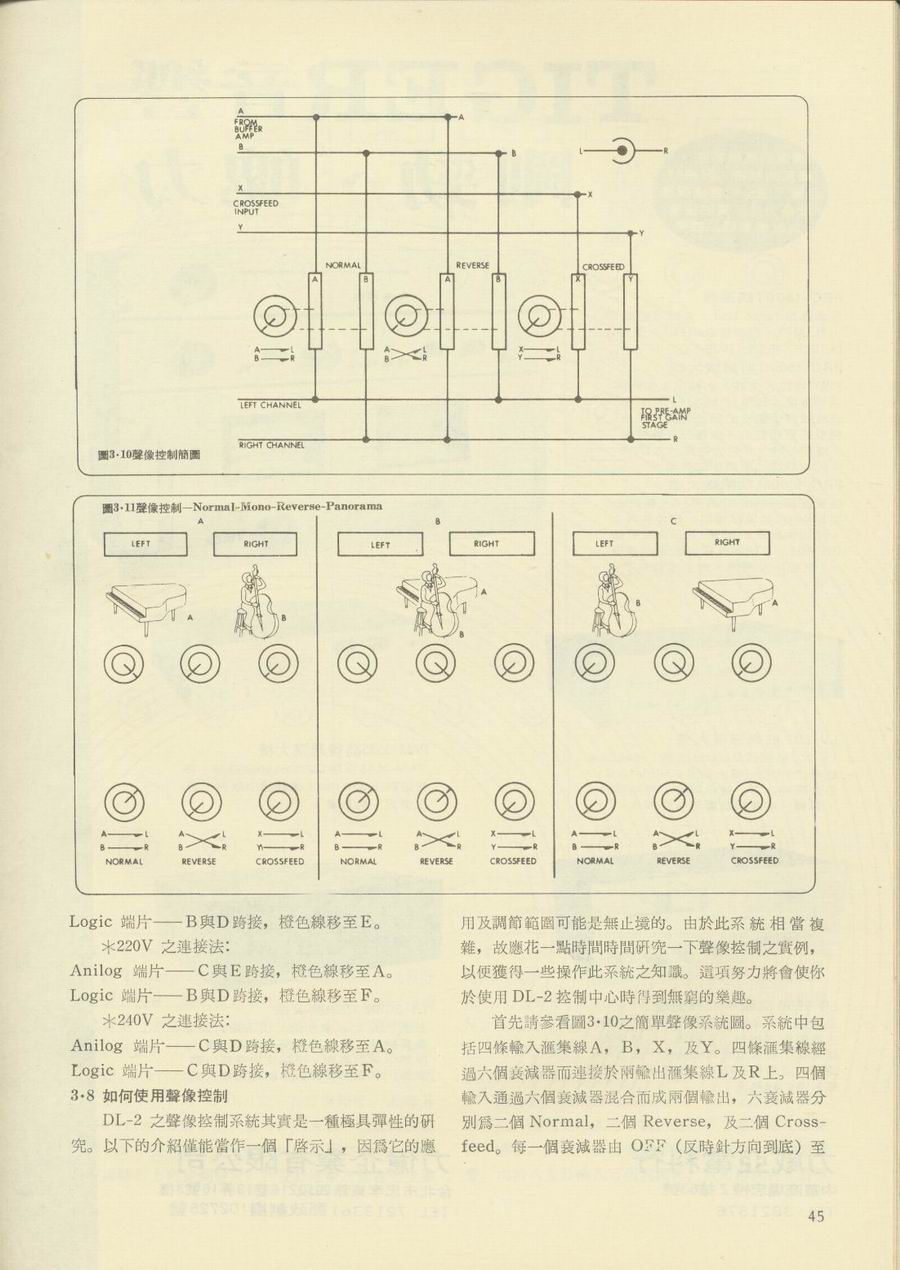 A
FROM
BUFFER
AMP
A
B
B
L R
X
CROSSFEED
INPUT
X
Y
Y
NORMAL REVERSE CROSSFEED
A B A B X Y
A L A L X L
B R B R Y R
LEFT CHANNEL
L
TO PRE-AMP
FIRST GAIN
STAGE
RIGHT CHANNEL
R
圖3·10聲像控制簡圖
圖3·11聲像控制—Normal-Mono-Reverse-Panorama
A B C
LEFT RIGHT LEFT RIGHT LEFT RIGHT
A B A B B A
A L A L X L A L A L X L A L A L X L
B R B R Y R B R B R Y R B R B R Y R
NORMAL REVERSE CROSSFEED NORMAL REVERSE CROSSFEED NORMAL REVERSE CROSSFEED
Logic 端片——B與D跨接，橙色線移至E。
＊220V 之連接法：
Anilog 端片——C與E跨接，橙色線移至A。
Logic 端片——B與D跨接，橙色線移至F。
＊240V 之連接法：
Anilog 端片——C與D跨接，橙色線移至A。
Logic 端片——C與D跨接，橙色線移至F。
3·8 如何使用聲像控制
DL-2 之聲像控制系統其實是一種極具彈性的研
究。以下的介紹僅能當作一個「啓示」，因爲它的應
用及調節範圍可能是無止境的。由於此系統相當複
雜，故應花一點時間時間研究一下聲像控制之實例，
以便獲得一些操作此系統之知識。這項努力將會使你
於使用 DL-2 控制中心時得到無窮的樂趣。
首先請參看圖3·10之簡單聲像系統圖。系統中包
括四條輸入滙集線A，B，X，及Y。四條滙集線經
過六個衰減器而連接於兩輸出滙集線L及R上。四個
輸入通過六個衰減器混合而成兩個輸出，六衰減器分
別爲二個 Normal，二個 Reverse，及二個 Cross-
feed。每一個衰減器由 OFF（反時針方向到底）至
45